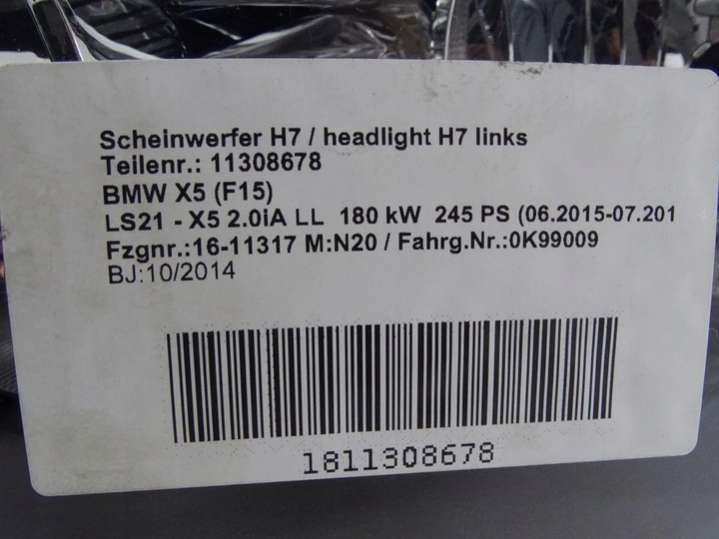 Scheinwerfer H7 / headlight H7 links
Teilenr.: 11308678
BMW X5 (F15)
LS21 - X5 2.0iA LL 180 kW 245 PS (06.2015-07.201
Fzgnr.:16-11317 M:N20 / Fahrg.Nr.:0K99009
BJ:10/2014
1811308678